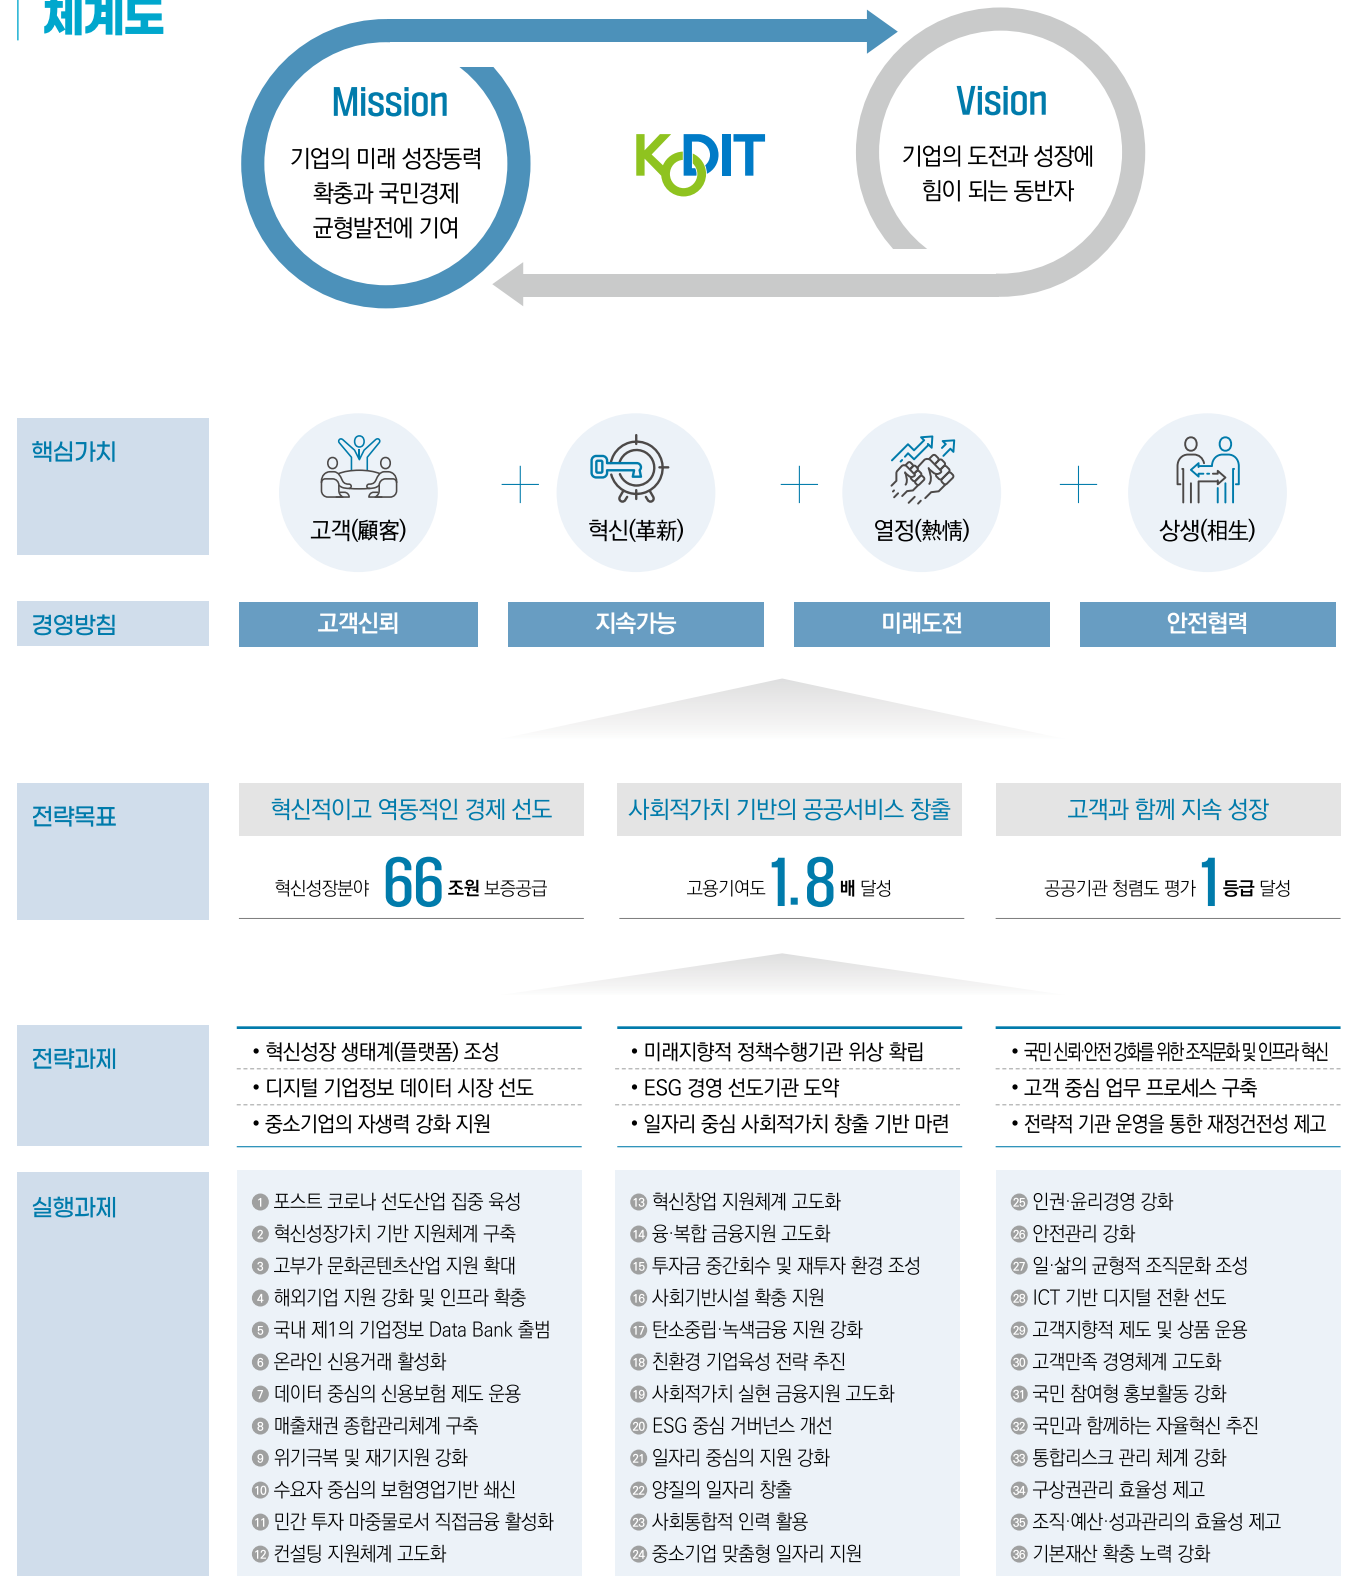 체계도
Mission
기업의 미래 성장동력
확충과 국민경제
균형발전에 기여
KODIT
Vision
기업의 도전과 성장에
힘이 되는 동반자
핵심가치
고객(顧客)
혁신(革新)
열정(熱情)
상생(相生)
경영방침
고객신뢰
지속가능
미래도전
안전협력
전략목표
혁신적이고 역동적인 경제 선도
혁신성장분야 66 조원 보증공급
사회적가치 기반의 공공서비스 창출
고용기여도 1.8 배 달성
고객과 함께 지속 성장
공공기관 청렴도 평가 1 등급 달성
전략과제
• 혁신성장 생태계(플랫폼) 조성
• 디지털 기업정보 데이터 시장 선도
• 중소기업의 자생력 강화 지원
• 미래지향적 정책수행기관 위상 확립
• ESG 경영 선도기관 도약
• 일자리 중심 사회적가치 창출 기반 마련
• 국민 신뢰·안전 강화를 위한 조직문화 및 인프라 혁신
• 고객 중심 업무 프로세스 구축
• 전략적 기관 운영을 통한 재정건전성 제고
실행과제
1 포스트 코로나 선도산업 집중 육성
2 혁신성장가치 기반 지원체계 구축
3 고부가 문화콘텐츠산업 지원 확대
4 해외기업 지원 강화 및 인프라 확충
5 국내 제1의 기업정보 Data Bank 출범
6 온라인 신용거래 활성화
7 데이터 중심의 신용보험 제도 운용
8 매출채권 종합관리체계 구축
9 위기극복 및 재기지원 강화
10 수요자 중심의 보험영업기반 쇄신
11 민간 투자 마중물로서 직접금융 활성화
12 컨설팅 지원체계 고도화
13 혁신창업 지원체계 고도화
14 융·복합 금융지원 고도화
15 투자금 중간회수 및 재투자 환경 조성
16 사회기반시설 확충 지원
17 탄소중립·녹색금융 지원 강화
18 친환경 기업육성 전략 추진
19 사회적가치 실현 금융지원 고도화
20 ESG 중심 거버넌스 개선
21 일자리 중심의 지원 강화
22 양질의 일자리 창출
23 사회통합적 인력 활용
24 중소기업 맞춤형 일자리 지원
25 인권·윤리경영 강화
26 안전관리 강화
27 일·삶의 균형적 조직문화 조성
28 ICT 기반 디지털 전환 선도
29 고객지향적 제도 및 상품 운용
30 고객만족 경영체계 고도화
31 국민 참여형 홍보활동 강화
32 국민과 함께하는 자율혁신 추진
33 통합리스크 관리 체계 강화
34 구상권관리 효율성 제고
35 조직·예산·성과관리의 효율성 제고
36 기본재산 확충 노력 강화